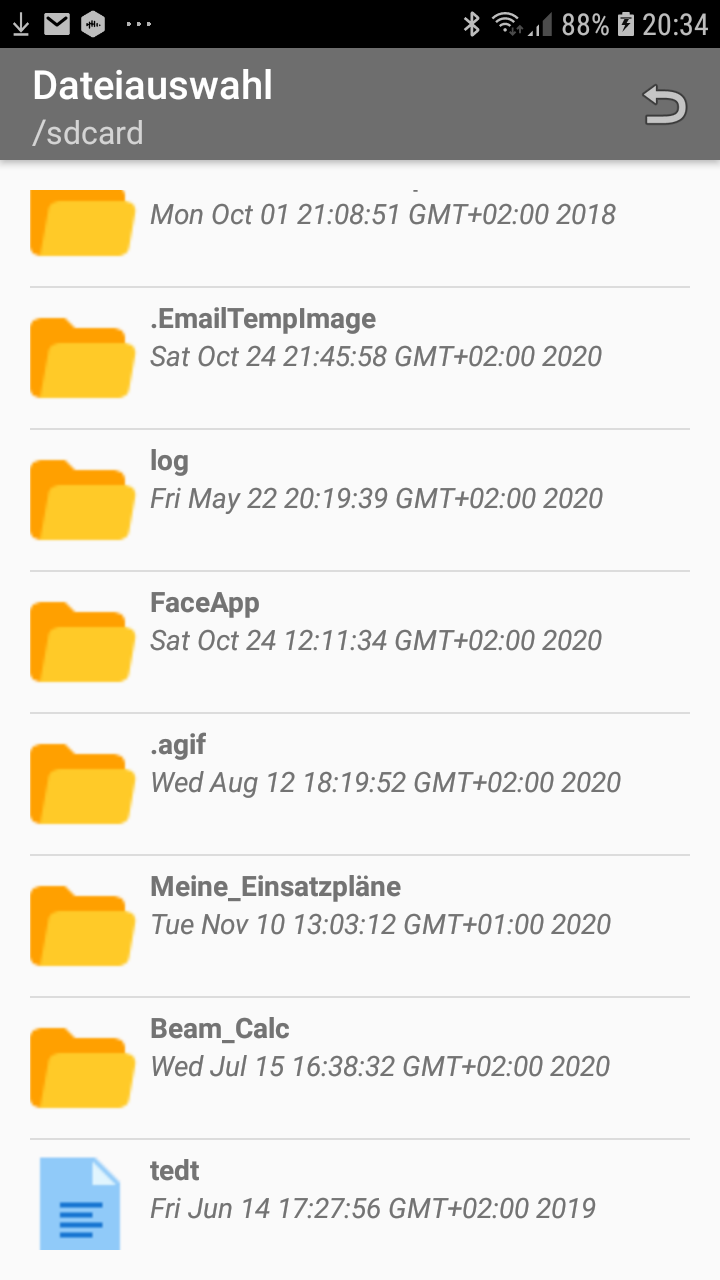 88% 20:34
Dateiauswahl
/sdcard
Mon Oct 01 21:08:51 GMT+02:00 2018
.EmailTempImage
Sat Oct 24 21:45:58 GMT+02:00 2020
log
Fri May 22 20:19:39 GMT+02:00 2020
FaceApp
Sat Oct 24 12:11:34 GMT+02:00 2020
.agif
Wed Aug 12 18:19:52 GMT+02:00 2020
Meine_Einsatzpläne
Tue Nov 10 13:03:12 GMT+01:00 2020
Beam_Calc
Wed Jul 15 16:38:32 GMT+02:00 2020
tedt
Fri Jun 14 17:27:56 GMT+02:00 2019